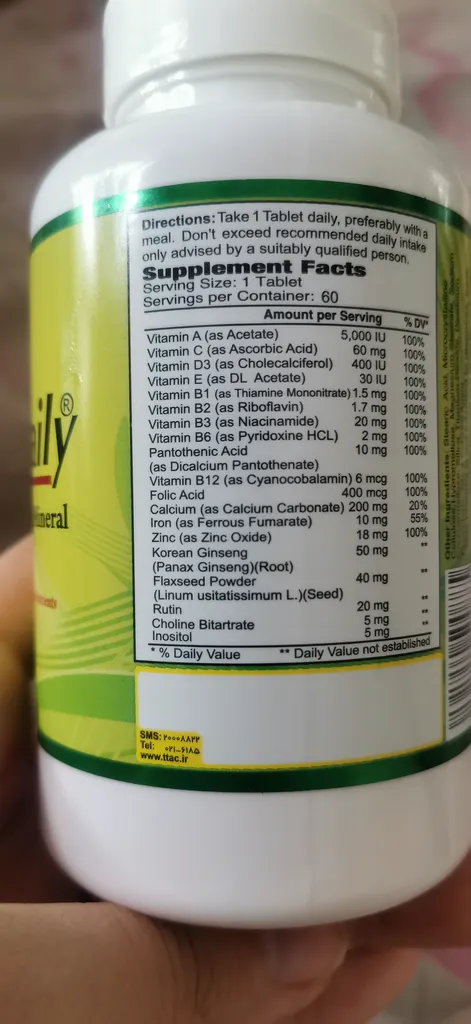 Directions: Take 1 Tablet daily, preferably with a
meal. Don't exceed recommended daily intake
only advised by a suitably qualified person.
Supplement Facts
Serving Size: 1 Tablet
Servings per Container: 60
Amount per Serving % DV*
Vitamin A (as Acetate) 5,000 IU 100%
Vitamin C (as Ascorbic Acid) 60 mg 100%
Vitamin D3 (as Cholecalciferol) 400 IU 100%
Vitamin E (as DL Acetate) 30 IU 100%
Vitamin B1 (as Thiamine Mononitrate) 1.5 mg 100%
Vitamin B2 (as Riboflavin) 1.7 mg 100%
Vitamin B3 (as Niacinamide) 20 mg 100%
Vitamin B6 (as Pyridoxine HCL) 2 mg 100%
Pantothenic Acid 10 mg 100%
(as Dicalcium Pantothenate)
Vitamin B12 (as Cyanocobalamin) 6 mcg 100%
Folic Acid 400 mcg 100%
Calcium (as Calcium Carbonate) 200 mg 20%
Iron (as Ferrous Fumarate) 10 mg 55%
Zinc (as Zinc Oxide) 18 mg 100%
Korean Ginseng 50 mg **
(Panax Ginseng)(Root)
Flaxseed Powder 40 mg **
(Linum usitatissimum L.)(Seed)
Rutin 20 mg **
Choline Bitartrate 5 mg **
Inositol 5 mg **
* % Daily Value ** Daily Value not established
SMS: ۲۰۰۰۸۸۲۲
Tel: ۰۲۱-۶۱۸۵
www.ttac.ir
ily®
ineral
Other Ingredients: Stearic Acid, Microcrystalline